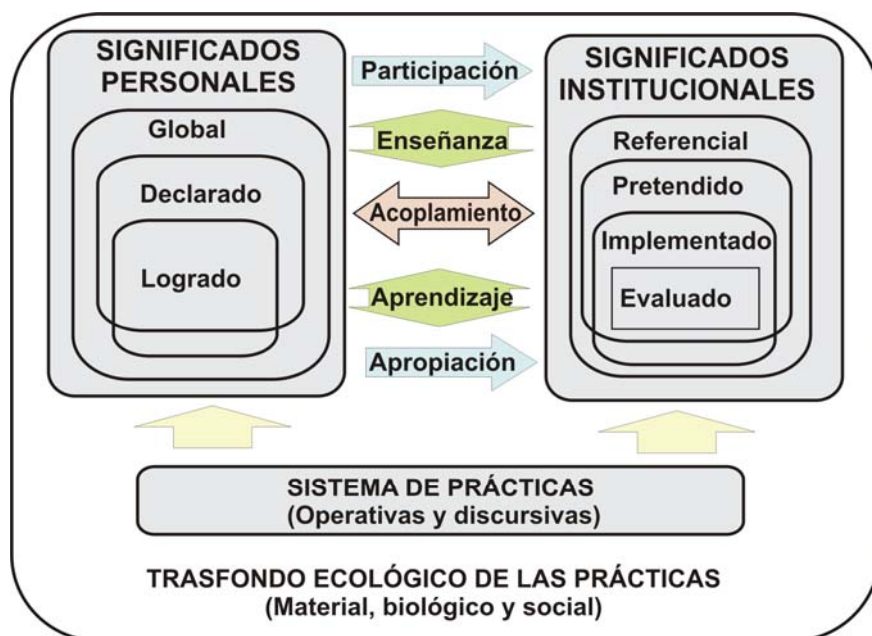 SIGNIFICADOS
PERSONALES
Global
Declarado
Logrado
Participación
Enseñanza
Acoplamiento
Aprendizaje
Apropiación
SIGNIFICADOS
INSTITUCIONALES
Referencial
Pretendido
Implementado
Evaluado
SISTEMA DE PRÁCTICAS
(Operativas y discursivas)
TRASFONDO ECOLÓGICO DE LAS PRÁCTICAS
(Material, biológico y social)